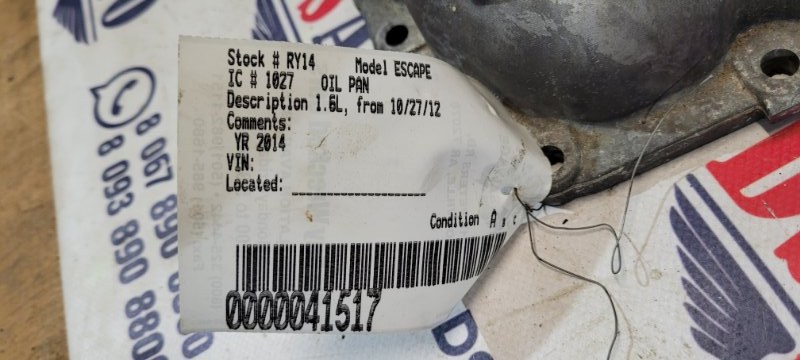 Stock # RY14 Model ESCAPE
IC # 1027 OIL PAN
Description 1.6L, from 10/27/12
Comments:
YR 2014
VIN:
Located:
Condition A
0000041517
8 067 890
8 093 890 8800